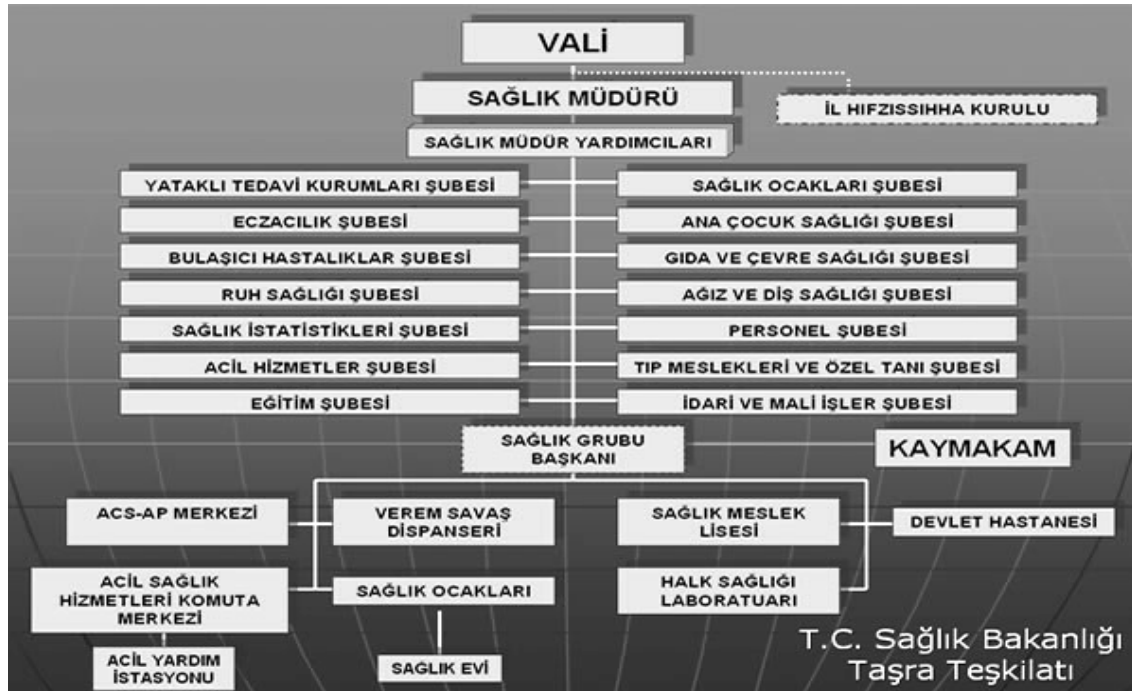 VALİ
SAĞLIK MÜDÜRÜ
İL HIFZISSIHHA KURULU
SAĞLIK MÜDÜR YARDIMCILARI
YATAKLI TEDAVİ KURUMLARI ŞUBESİ
SAĞLIK OCAKLARI ŞUBESİ
ECZACILIK ŞUBESİ
ANA ÇOCUK SAĞLIĞI ŞUBESİ
BULAŞICI HASTALIKLAR ŞUBESİ
GIDA VE ÇEVRE SAĞLIĞI ŞUBESİ
RUH SAĞLIĞI ŞUBESİ
AĞIZ VE DİŞ SAĞLIĞI ŞUBESİ
SAĞLIK İSTATİSTİKLERİ ŞUBESİ
PERSONEL ŞUBESİ
ACİL HİZMETLER ŞUBESİ
TIP MESLEKLERİ VE ÖZEL TANI ŞUBESİ
EĞİTİM ŞUBESİ
İDARİ VE MALİ İŞLER ŞUBESİ
SAĞLIK GRUBU
BAŞKANI
KAYMAKAM
ACS-AP MERKEZİ
VEREM SAVAŞ
DİSPANSERİ
SAĞLIK MESLEK
LİSESİ
DEVLET HASTANESİ
ACİL SAĞLIK
HİZMETLERİ KOMUTA
MERKEZİ
SAĞLIK OCAKLARI
HALK SAĞLIĞI
LABORATUARI
ACİL YARDIM
İSTASYONU
SAĞLIK EVİ
T.C. Sağlık Bakanlığı
Taşra Teşkilatı